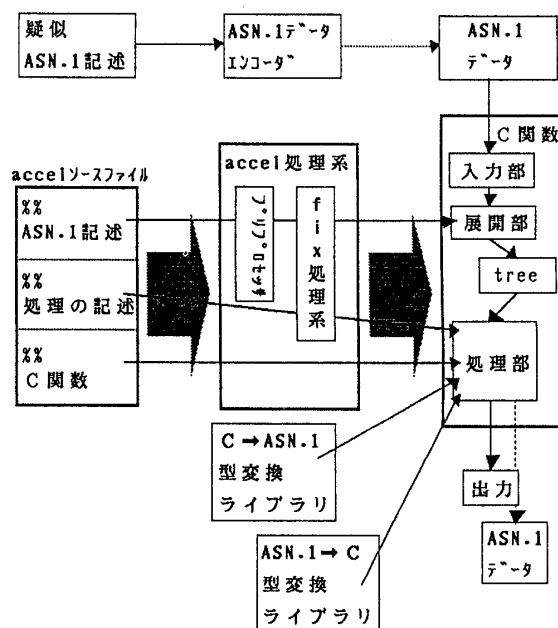 疑似
ASN.1記述
ASN.1ﾃﾞｰﾀ
ｴﾝｺｰﾀﾞ
ASN.1
ﾃﾞｰﾀ
C関数
入力部
展開部
tree
処理部
出力
ASN.1
ﾃﾞｰﾀ
accelｿｰｽﾌｧｲﾙ
%%
ASN.1記述
%%
処理の記述
%%
C関数
accel処理系
ﾌﾟﾘﾌﾟﾛｾｯｻ
fix処理系
C→ASN.1
型変換
ライブラリ
ASN.1→C
型変換
ライブラリ